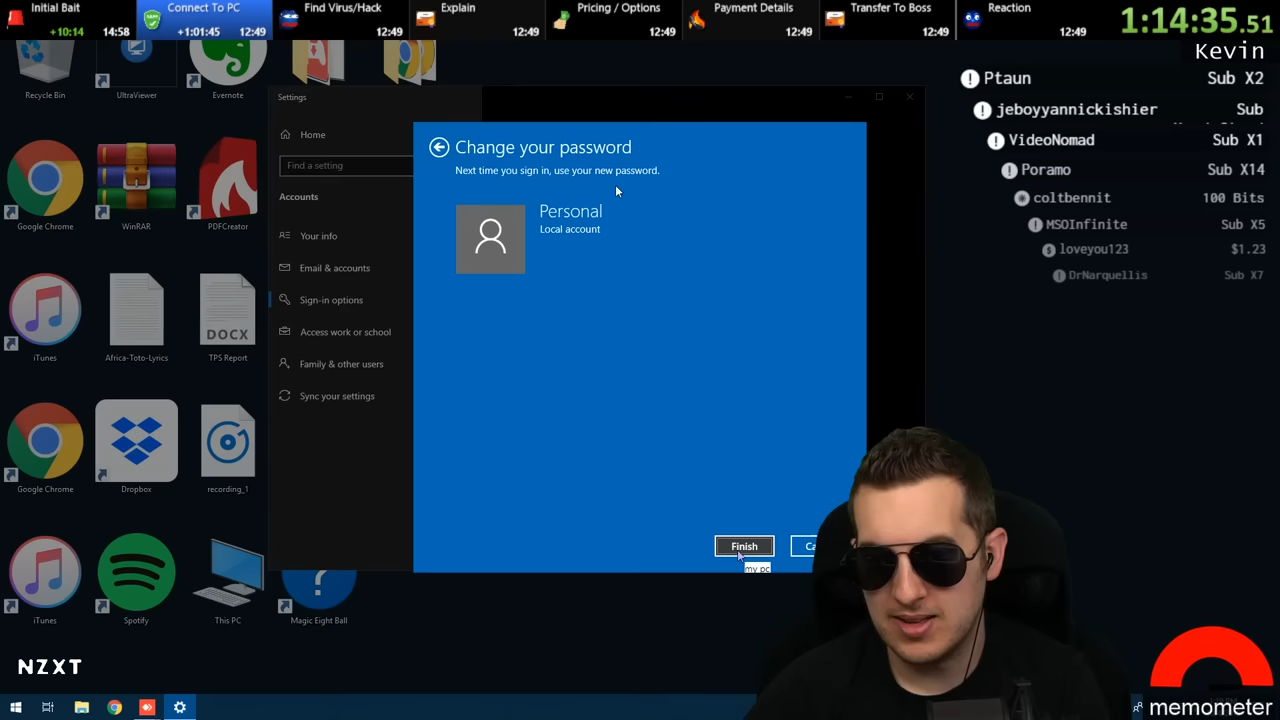 Initial Bait
+10:14 14:58
Connect To PC
+1:01:45 12:49
Find Virus/Hack
12:49
Explain
12:49
Pricing / Options
12:49
Payment Details
12:49
Transfer To Boss
12:49
Reaction
12:49
1:14:35.51
Kevin
Ptaun Sub X2
jeboyyannickishier Sub
VideoNomad Sub X1
Poramo Sub X14
coltbennit 100 Bits
MSOInfinite Sub X5
loveyou123 $1.23
DrNarquellis Sub X7
Recycle Bin
UltraViewer
Evernote
Google Chrome
WinRAR
PDFCreator
iTunes
Africa-Toto-Lyrics
DOCX
TPS Report
Google Chrome
Dropbox
recording_1
iTunes
Spotify
This PC
Magic Eight Ball
Settings
Home
Find a setting
Accounts
Your info
Email & accounts
Sign-in options
Access work or school
Family & other users
Sync your settings
Change your password
Next time you sign in, use your new password.
Personal
Local account
Finish
Ca
my pc
NZXT
memometer